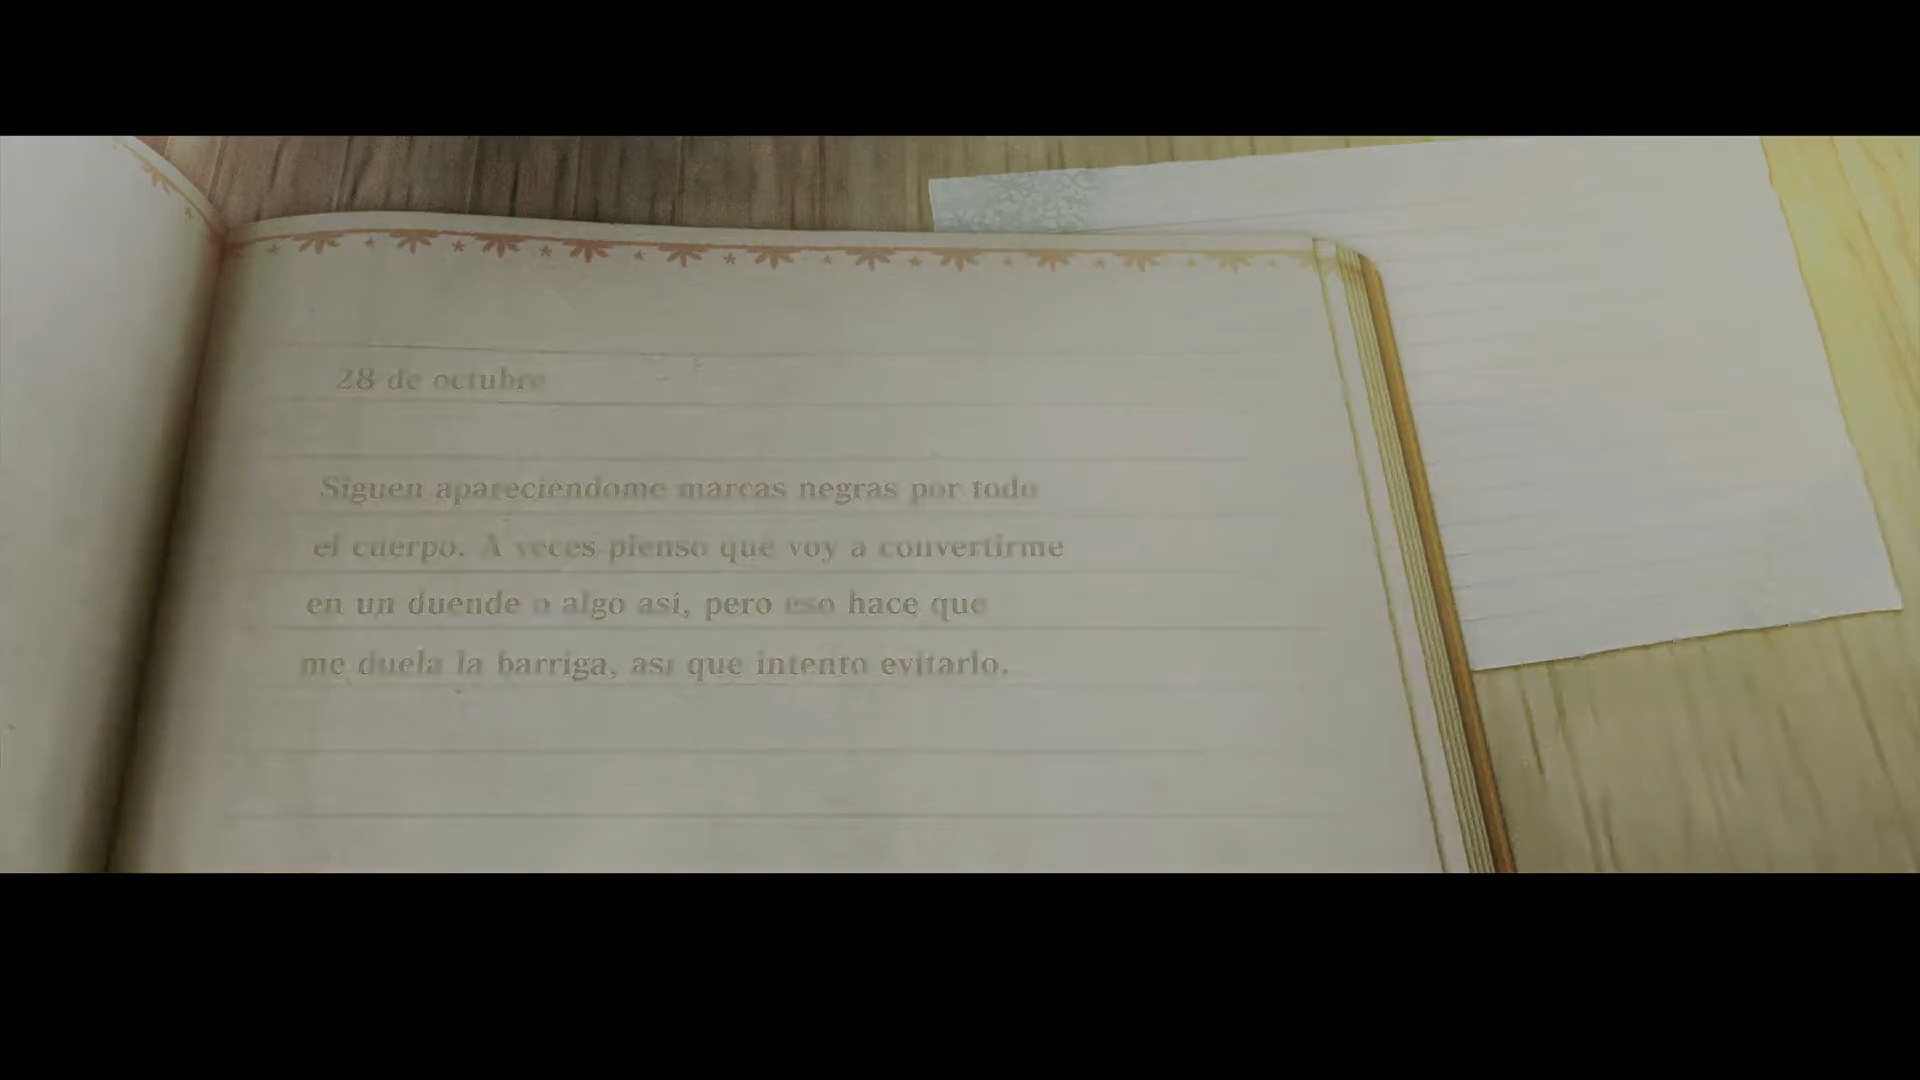 28 de octubre
Siguen apareciéndome marcas negras por todo
el cuerpo. A veces pienso que voy a convertirme
en un duende o algo así, pero eso hace que
me duela la barriga, así que intento evitarlo.